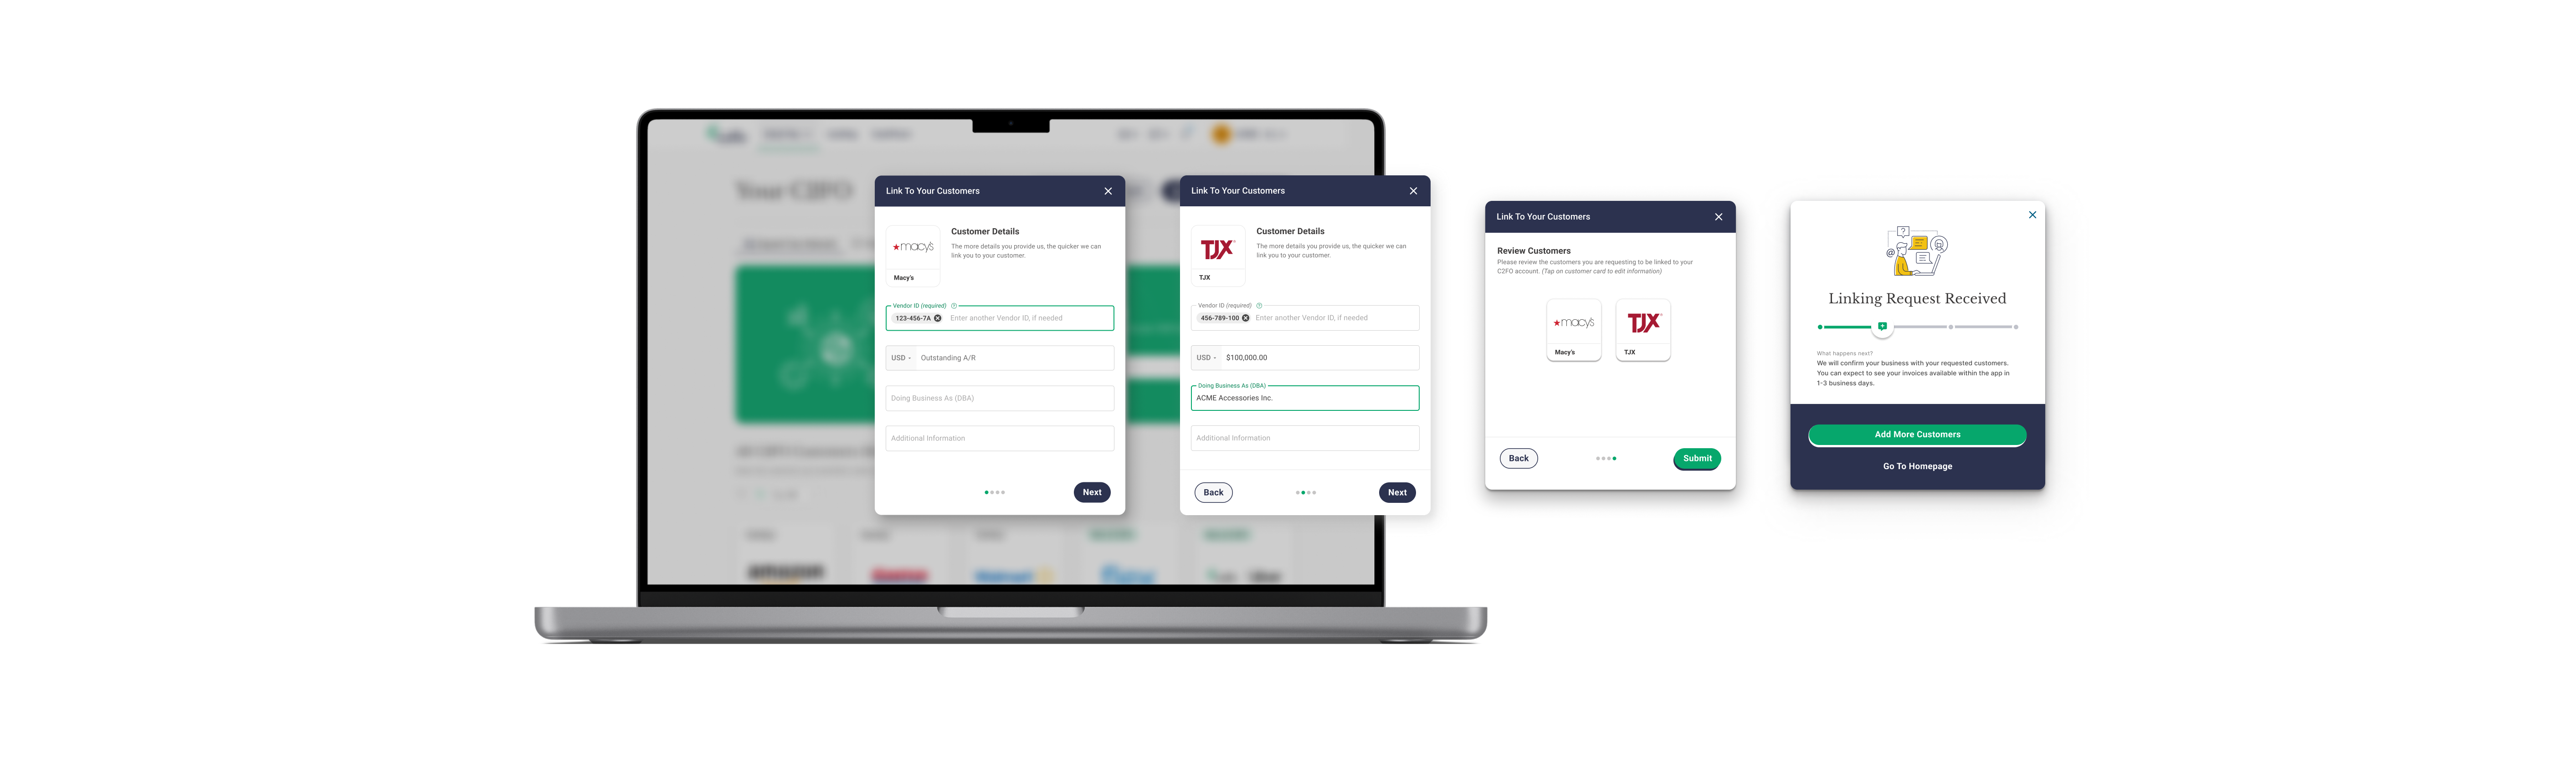 Your C2FO
Link To Your Customers
macy's
Macy's
Customer Details
The more details you provide us, the quicker we can
link you to your customer.
Vendor ID (required)
123-456-7A
Enter another Vendor ID, if needed
USD -
Outstanding A/R
Doing Business As (DBA)
Additional Information
Next
Link To Your Customers
TJX
TJX
Customer Details
The more details you provide us, the quicker we can
link you to your customer.
Vendor ID (required)
456-789-100
Enter another Vendor ID, if needed
USD -
$100,000.00
Doing Business As (DBA)
ACME Accessories Inc.
Additional Information
Back
Next
Link To Your Customers
Review Customers
Please review the customers you are requesting to be linked to your
C2FO account. (Tap on customer card to edit information)
macy's
Macy's
TJX
TJX
Back
Submit
Linking Request Received
What happens next?
We will confirm your business with your requested customers.
You can expect to see your invoices available within the app in
1-3 business days.
Add More Customers
Go To Homepage
amazon
Walmart